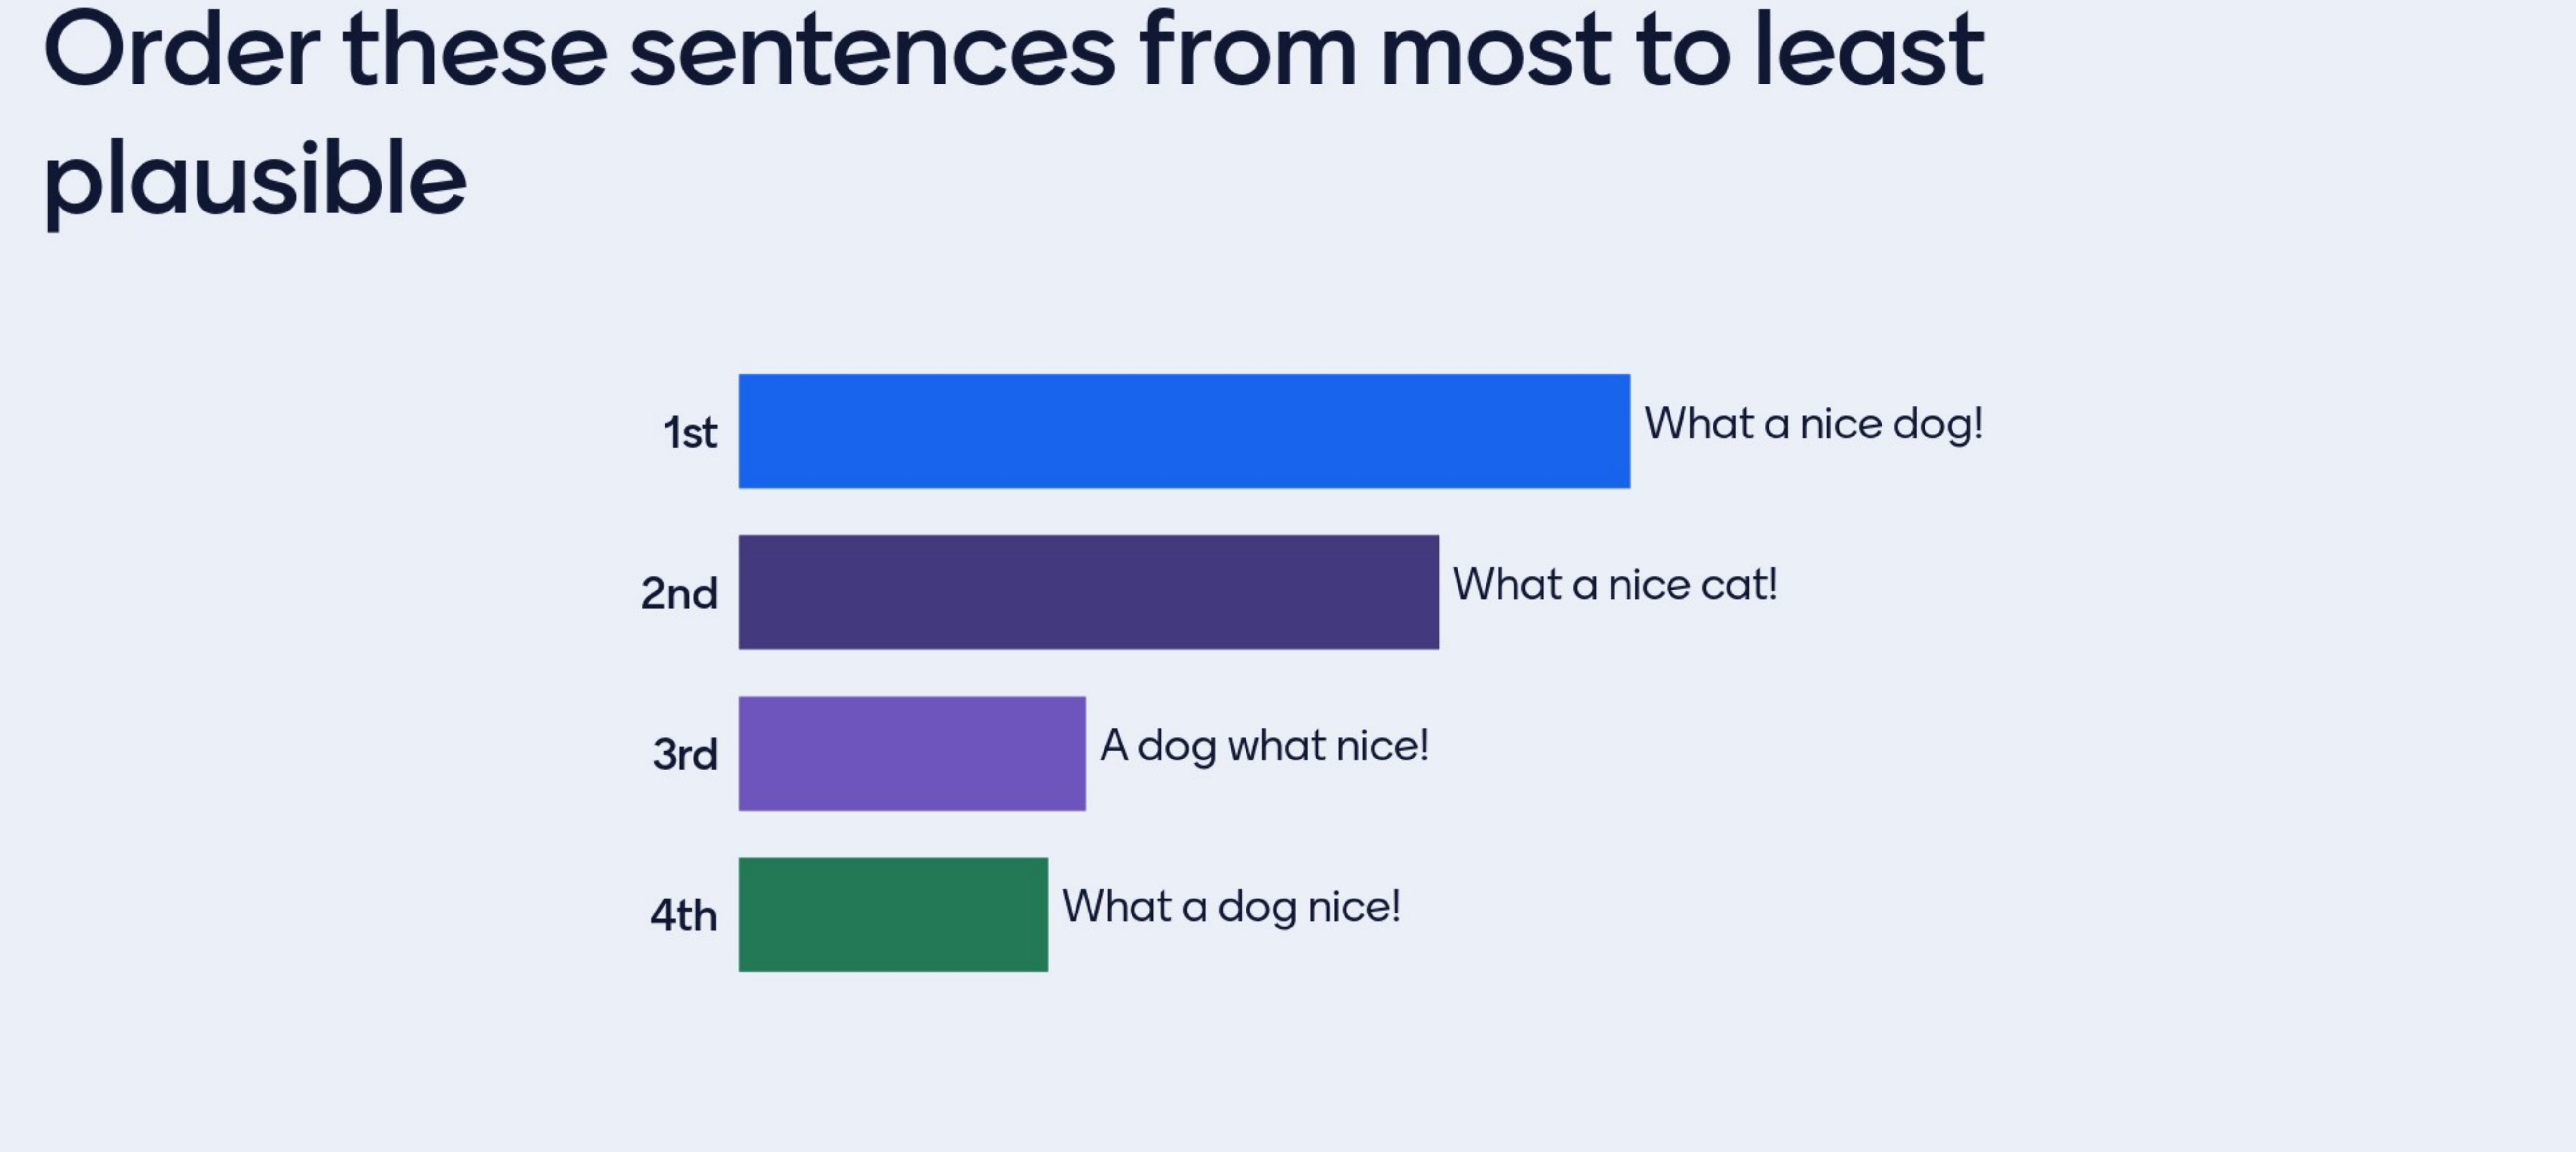 Order these sentences from most to least
plausible
1st What a nice dog!
2nd What a nice cat!
3rd A dog what nice!
4th What a dog nice!